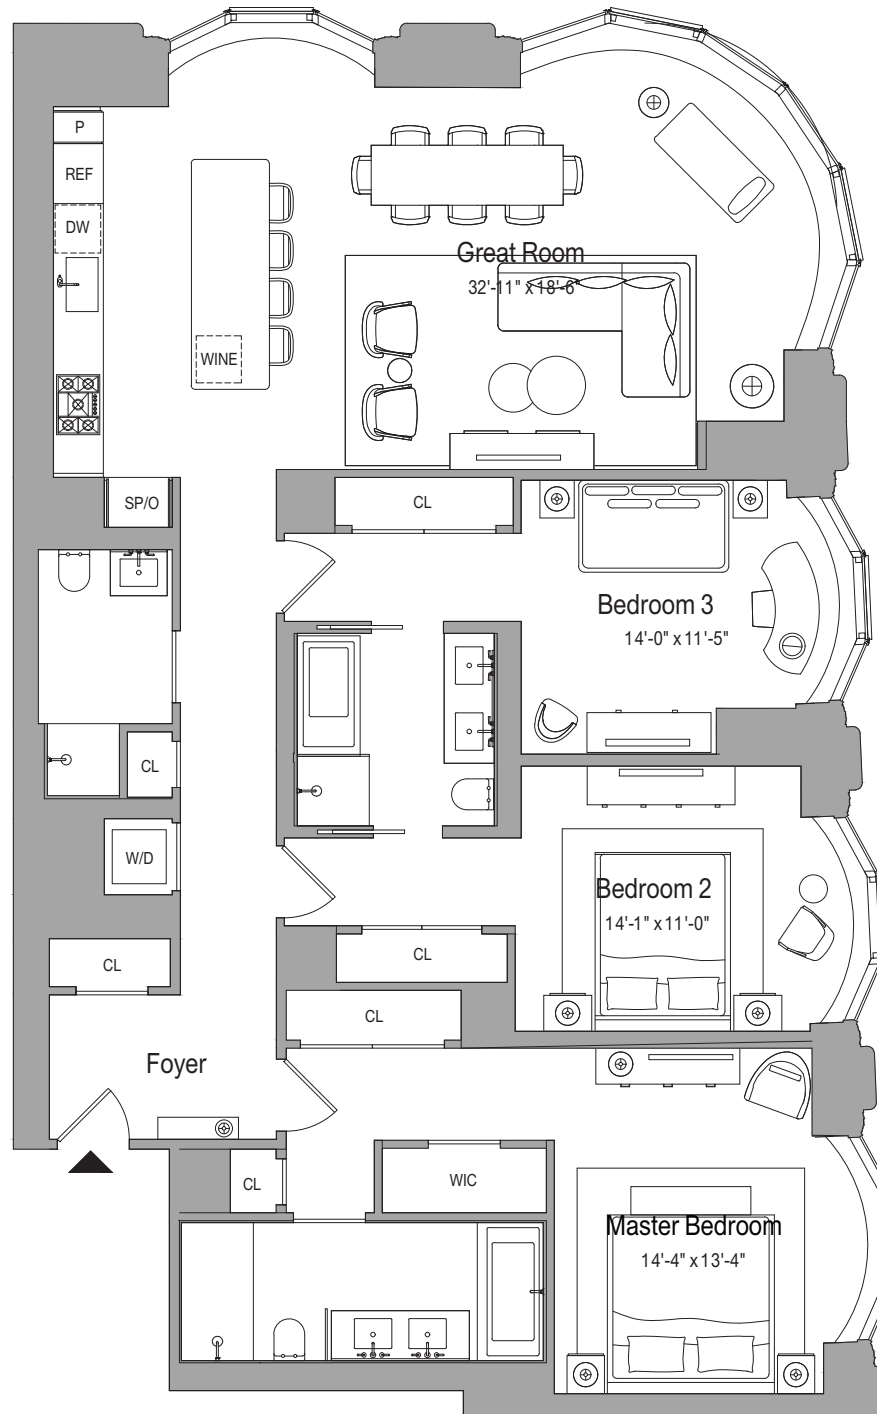 P
REF
DW
Great Room
32'-11" x 18'-6"
WINE
SP/O
CL
Bedroom 3
14'-0" x 11'-5"
CL
W/D
Bedroom 2
14'-1" x 11'-0"
CL
CL
CL
Foyer
CL
WIC
Master Bedroom
14'-4" x 13'-4"